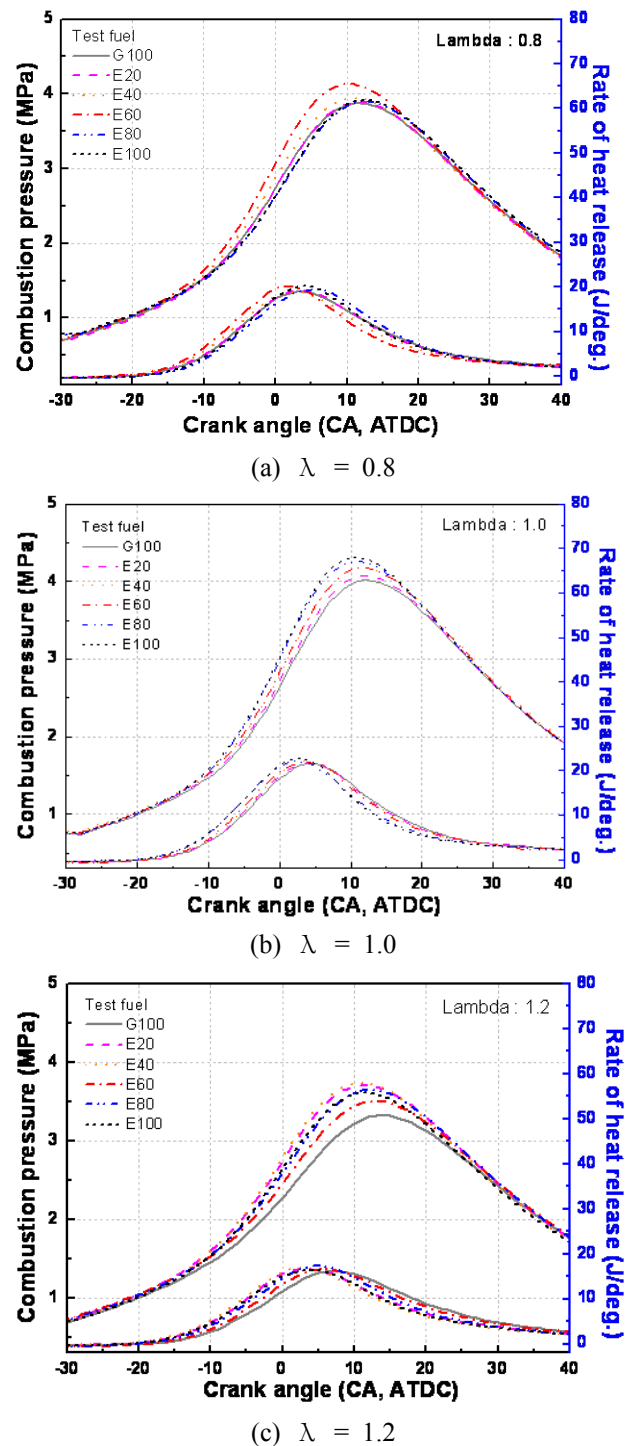 Test fuel
G100
E20
E40
E60
E80
E100
Lambda : 0.8
Combustion pressure (MPa)
5
4
3
2
1
Rate of heat release (J/deg.)
80
70
60
50
40
30
20
10
0
-30 -20 -10 0 10 20 30 40
Crank angle (CA, ATDC)
(a) λ = 0.8
Test fuel
G100
E20
E40
E60
E80
E100
Lambda : 1.0
Combustion pressure (MPa)
5
4
3
2
1
Rate of heat release (J/deg.)
80
70
60
50
40
30
20
10
0
-30 -20 -10 0 10 20 30 40
Crank angle (CA, ATDC)
(b) λ = 1.0
Test fuel
G100
E20
E40
E60
E80
E100
Lambda : 1.2
Combustion pressure (MPa)
5
4
3
2
1
Rate of heat release (J/deg.)
80
70
60
50
40
30
20
10
0
-30 -20 -10 0 10 20 30 40
Crank angle (CA, ATDC)
(c) λ = 1.2